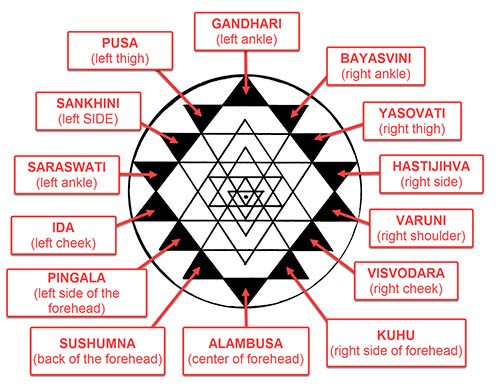 GANDHARI
(left ankle)
PUSA
(left thigh)
BAYASVINI
(right ankle)
SANKHINI
(left SIDE)
YASOVATI
(right thigh)
SARASWATI
(left ankle)
HASTIJIHVA
(right side)
IDA
(left cheek)
VARUNI
(right shoulder)
PINGALA
(left side of the
forehead)
VISVODARA
(right cheek)
SUSHUMNA
(back of the forehead)
ALAMBUSA
(center of forehead)
KUHU
(right side of forehead)